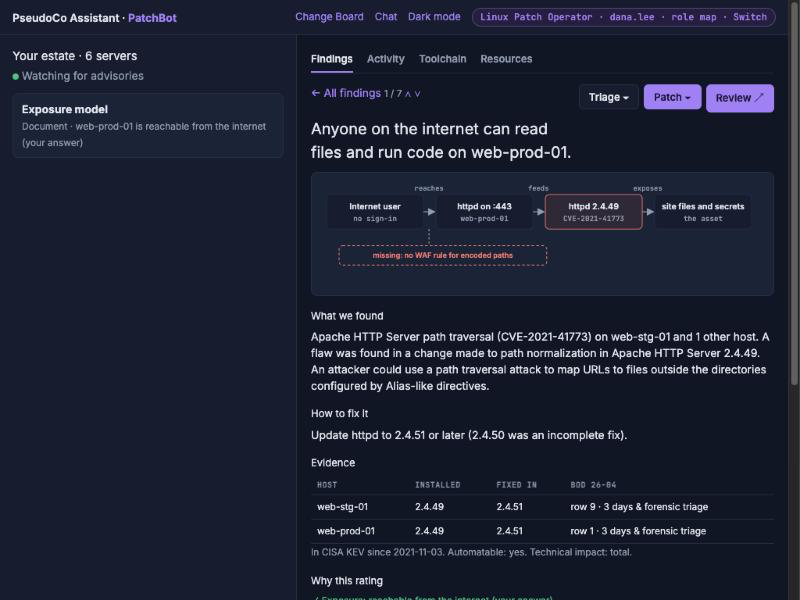 PseudoCo Assistant · PatchBot
Change Board Chat Dark mode Linux Patch Operator · dana.lee · role map · Switch
Your estate · 6 servers
Watching for advisories
Exposure model
Document · web-prod-01 is reachable from the internet
(your answer)
Findings Activity Toolchain Resources
← All findings 1 / 7 ∧ ∨
Triage
Patch
Review ↗
Anyone on the internet can read
files and run code on web-prod-01.
reaches feeds exposes
Internet user
no sign-in
httpd on :443
web-prod-01
httpd 2.4.49
CVE-2021-41773
site files and secrets
the asset
missing: no WAF rule for encoded paths
What we found
Apache HTTP Server path traversal (CVE-2021-41773) on web-stg-01 and 1 other host. A
flaw was found in a change made to path normalization in Apache HTTP Server 2.4.49.
An attacker could use a path traversal attack to map URLs to files outside the directories
configured by Alias-like directives.
How to fix it
Update httpd to 2.4.51 or later (2.4.50 was an incomplete fix).
Evidence
HOST INSTALLED FIXED IN BOD 26-04
web-stg-01 2.4.49 2.4.51 row 9 · 3 days & forensic triage
web-prod-01 2.4.49 2.4.51 row 1 · 3 days & forensic triage
In CISA KEV since 2021-11-03. Automatable: yes. Technical impact: total.
Why this rating
✓ Exposure: reachable from the internet (your answer)